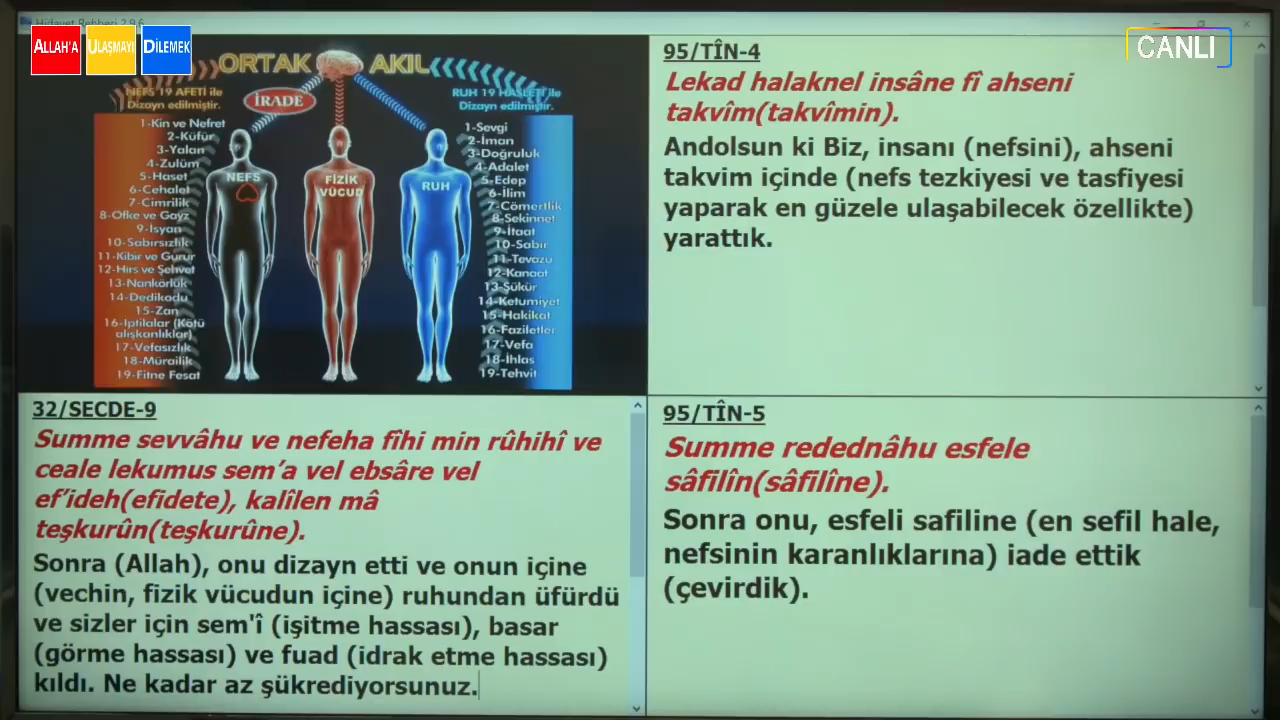 Hidayet Rehberi 2.9.6
ALLAH'A ULAŞMAYI DİLEMEK
CANLI
ORTAK AKIL
NEFS 19 AFETİ ile
Dizayn edilmiştir.
İRADE
RUH 19 HASLETİ ile
Dizayn edilmiştir.
1-Kin ve Nefret
2-Küfür
3-Yalan
4-Zulüm
5-Haset
6-Cehalet
7-Cimrilik
8-Öfke ve Gayz
9-İsyan
10-Sabırsızlık
11-Kibir ve Gurur
12-Hırs ve Şehvet
13-Nankörlük
14-Dedikodu
15-Zan
16-İptilalar (Kötü
alışkanlıklar)
17-Vefasızlık
18-Mürailik
19-Fitne Fesat
NEFS
FİZİK
VÜCUD
RUH
1-Sevgi
2-İman
3-Doğruluk
4-Adalet
5-Edep
6-İlim
7-Cömertlik
8-Sekinnet
9-İtaat
10-Sabır
11-Tevazu
12-Kanaat
13-Şükür
14-Ketumiyet
15-Hakikat
16-Faziletler
17-Vefa
18-İhlas
19-Tehvit
95/TÎN-4
Lekad halaknel insâne fî ahseni
takvîm(takvîmin).
Andolsun ki Biz, insanı (nefsini), ahseni
takvim içinde (nefs tezkiyesi ve tasfiyesi
yaparak en güzele ulaşabilecek özellikte)
yarattık.
32/SECDE-9
Summe sevvâhu ve nefeha fîhi min rûhihî ve
ceale lekumus sem’a vel ebsâre vel
ef’ideh(efidete), kalîlen mâ
teşkurûn(teşkurûne).
Sonra (Allah), onu dizayn etti ve onun içine
(vechin, fizik vücudun içine) ruhundan üfürdü
ve sizler için sem'î (işitme hassası), basar
(görme hassası) ve fuad (idrak etme hassası)
kıldı. Ne kadar az şükrediyorsunuz.
95/TÎN-5
Summe redednâhu esfele
sâfilîn(sâfilîne).
Sonra onu, esfeli safiline (en sefil hale,
nefsinin karanlıklarına) iade ettik
(çevirdik).